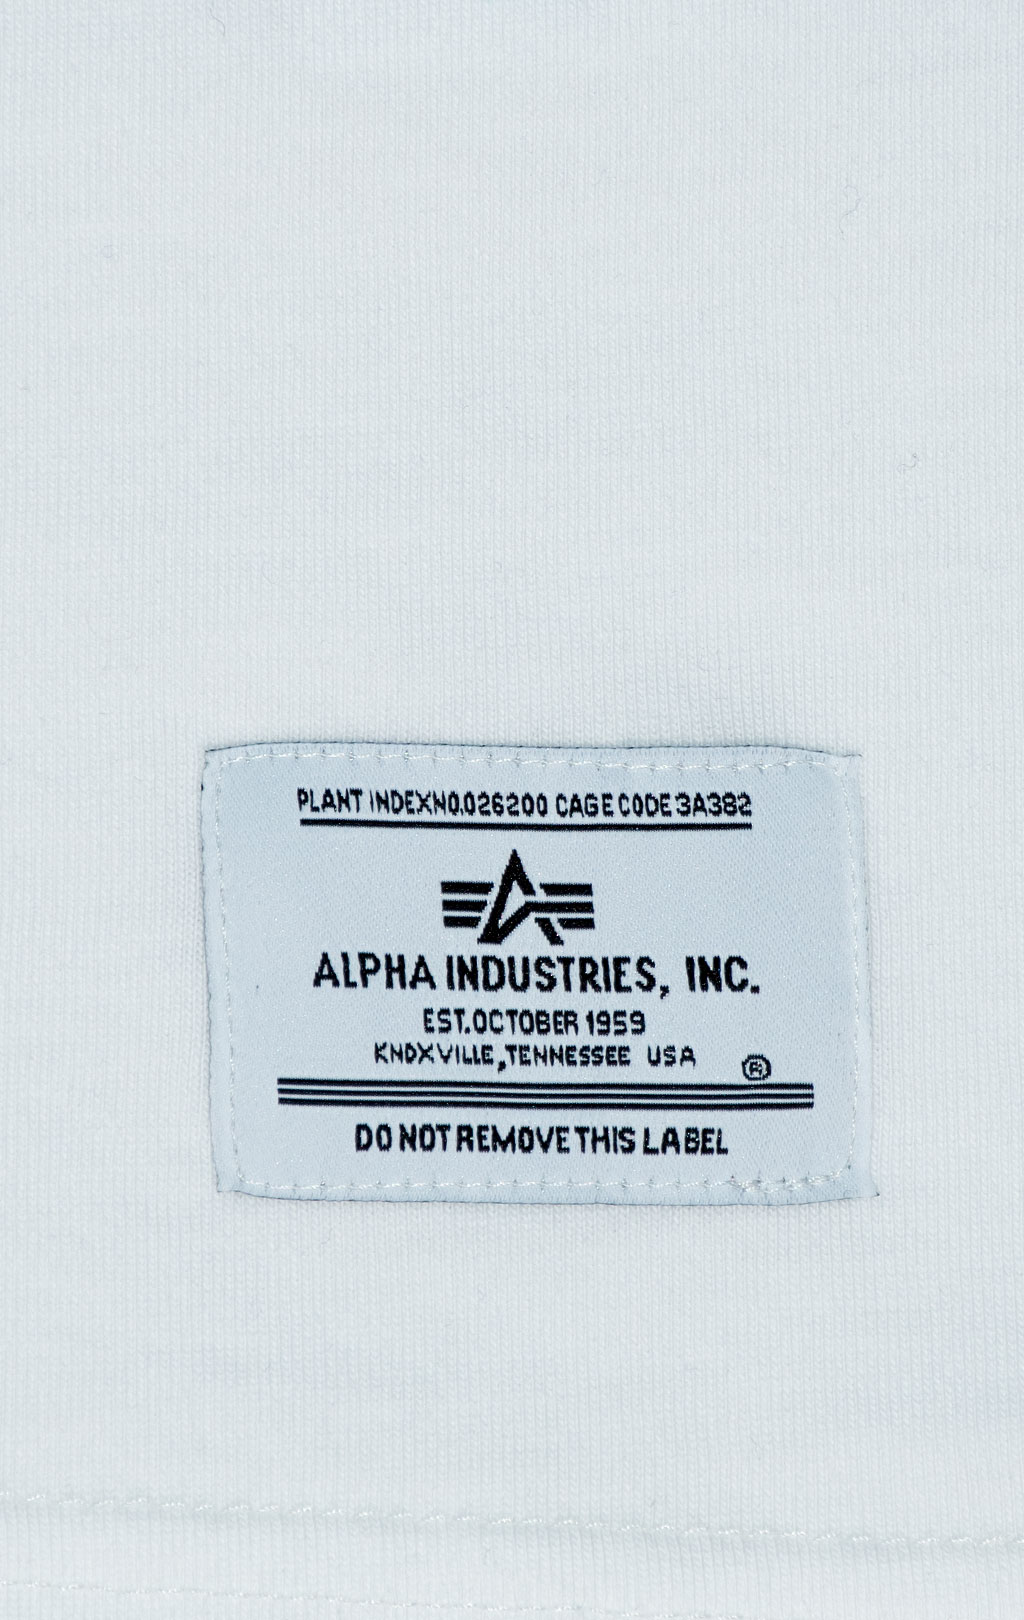 PLANT INDEXNO.026200 CAGE CODE 3A382
ALPHA INDUSTRIES, INC.
EST.OCTOBER 1959
KNOXVILLE, TENNESSEE USA
®
DO NOT REMOVE THIS LABEL